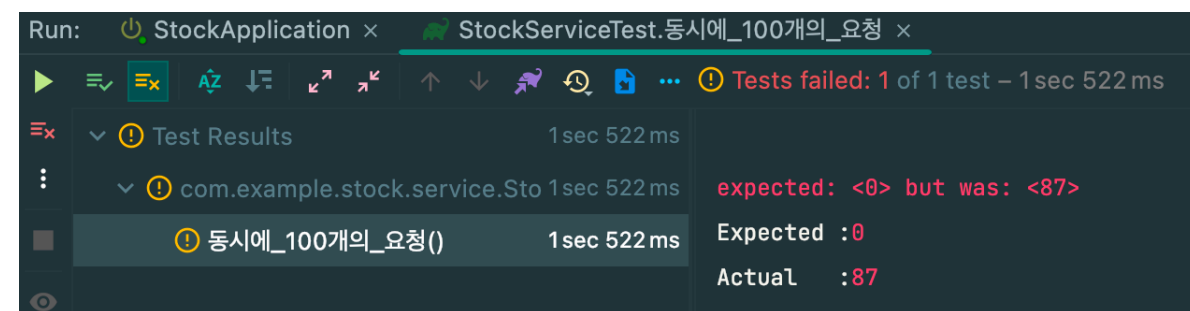 Run: StockApplication × StockServiceTest.동시에_100개의_요청 ×
Tests failed: 1 of 1 test – 1 sec 522 ms
Test Results 1 sec 522 ms
com.example.stock.service.Sto 1 sec 522 ms
동시에_100개의_요청() 1 sec 522 ms
expected: <0> but was: <87>
Expected :0
Actual :87